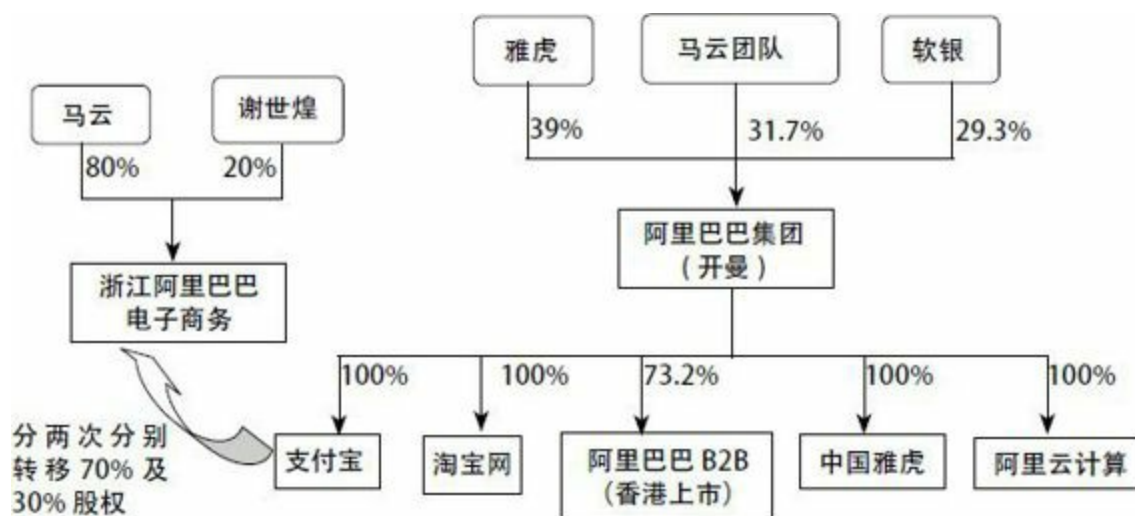 雅虎
马云团队
软银
马云
谢世煌
39%
31.7%
29.3%
80%
20%
阿里巴巴集团
（开曼）
浙江阿里巴巴
电子商务
100%
100%
73.2%
100%
100%
分两次分别
转移70%及
30%股权
支付宝
淘宝网
阿里巴巴B2B
（香港上市）
中国雅虎
阿里云计算